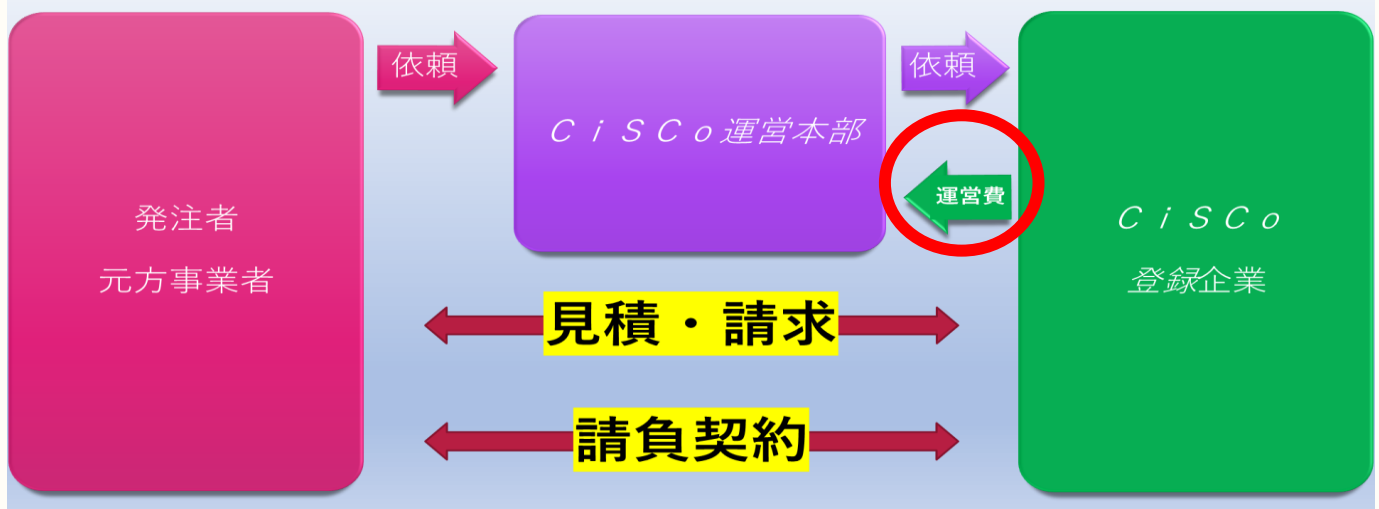 依頼
依頼
ＣｉＳＣｏ運営本部
運営費
発注者
元方事業者
ＣｉＳＣｏ
登録企業
見積・請求
請負契約